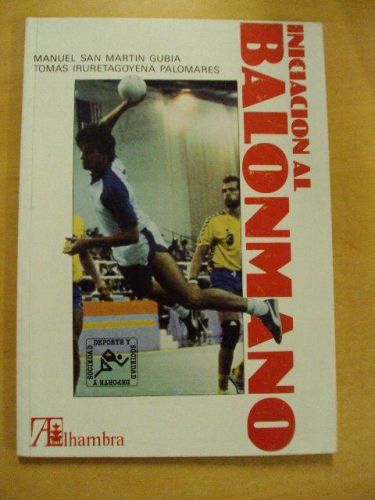 MANUEL SAN MARTIN GUBIA
TOMAS IRURETAGOYENA PALOMARES
INICIACION AL
BALONMANO
DEPORTE Y
SOCIEDAD
DEPORTE Y
SOCIEDAD
Alhambra